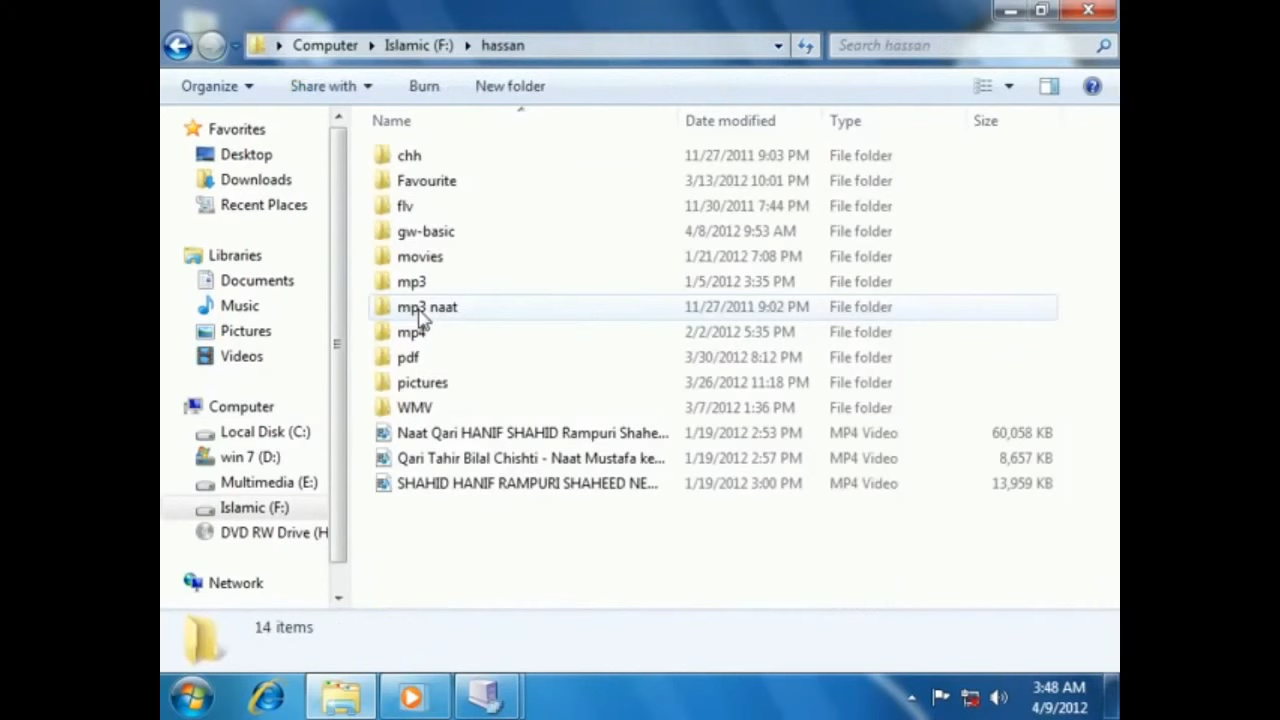 Computer Islamic (F:) hassan Search hassan
Organize Share with Burn New folder
Name Date modified Type Size
Favorites
Desktop
Downloads
Recent Places
Libraries
Documents
Music
Pictures
Videos
Computer
Local Disk (C:)
win 7 (D:)
Multimedia (E:)
Islamic (F:)
DVD RW Drive (H
Network
chh 11/27/2011 9:03 PM File folder
Favourite 3/13/2012 10:01 PM File folder
flv 11/30/2011 7:44 PM File folder
gw-basic 4/8/2012 9:53 AM File folder
movies 1/21/2012 7:08 PM File folder
mp3 1/5/2012 3:35 PM File folder
mp3 naat 11/27/2011 9:02 PM File folder
mp4 2/2/2012 5:35 PM File folder
pdf 3/30/2012 8:12 PM File folder
pictures 3/26/2012 11:18 PM File folder
WMV 3/7/2012 1:36 PM File folder
Naat Qari HANIF SHAHID Rampuri Shahe... 1/19/2012 2:53 PM MP4 Video 60,058 KB
Qari Tahir Bilal Chishti - Naat Mustafa ke... 1/19/2012 2:57 PM MP4 Video 8,657 KB
SHAHID HANIF RAMPURI SHAHEED NE... 1/19/2012 3:00 PM MP4 Video 13,959 KB
14 items
3:48 AM
4/9/2012